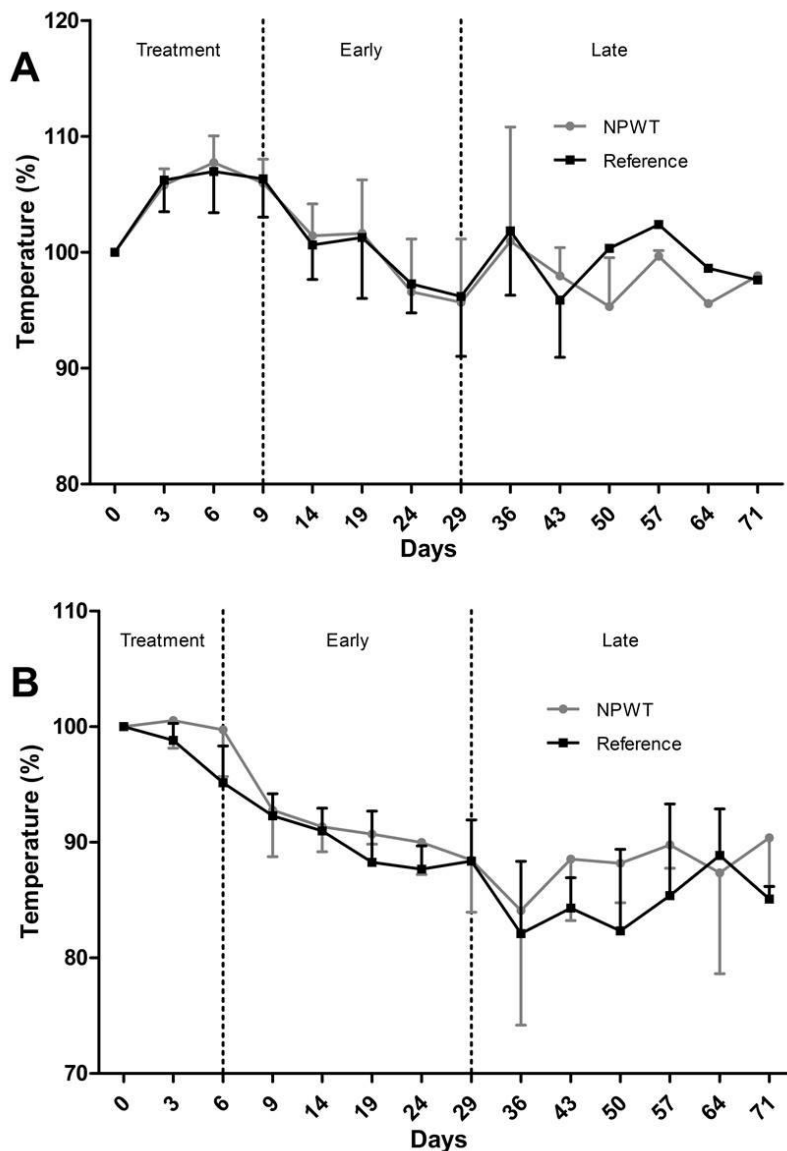 A
120
110
100
90
80
Temperature (%)
Treatment
Early
Late
NPWT
Reference
0 3 6 9 14 19 24 29 36 43 50 57 64 71
Days
B
110
100
90
80
70
Temperature (%)
Treatment
Early
Late
NPWT
Reference
0 3 6 9 14 19 24 29 36 43 50 57 64 71
Days